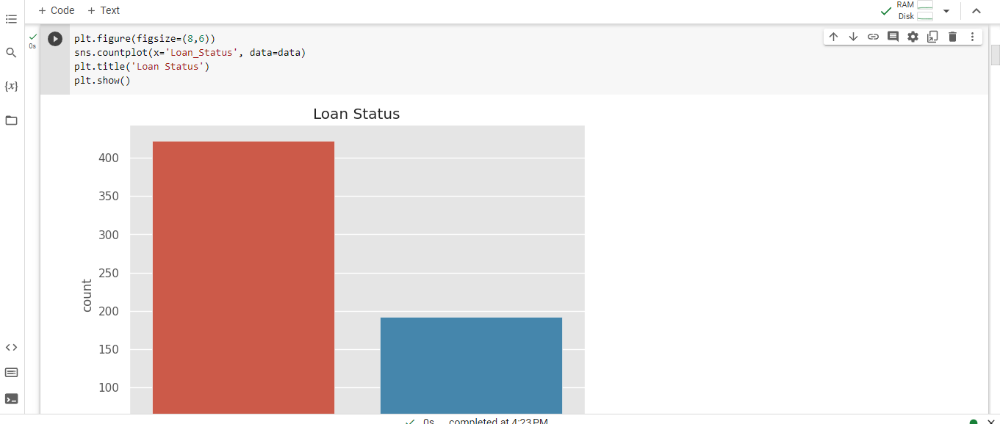 + Code + Text
RAM
Disk
0s
plt.figure(figsize=(8,6))
sns.countplot(x='Loan_Status', data=data)
plt.title('Loan Status')
plt.show()
{x}
Loan Status
400
350
300
250
200
150
100
count
0s completed at 4:23 PM